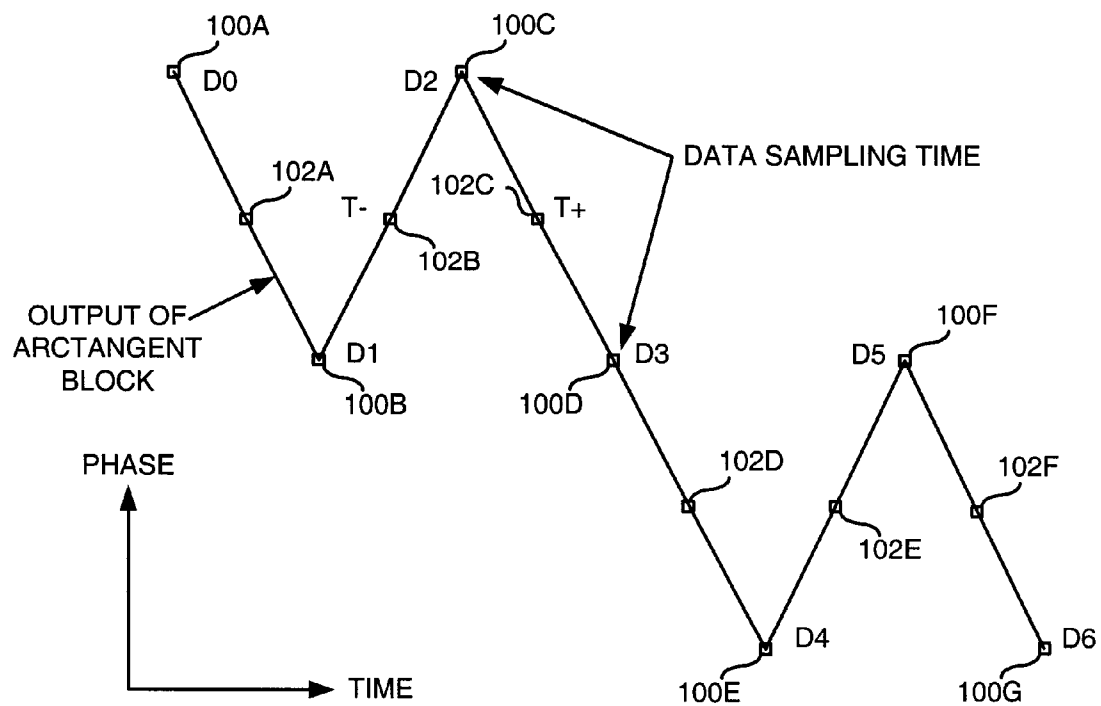 100A
100C
D0
D2
DATA SAMPLING TIME
102A
102C
T-
T+
102B
OUTPUT OF
ARCTANGENT
BLOCK
D1
D3
D5
100F
100B
100D
PHASE
102D
102F
102E
D4
D6
TIME
100E
100G